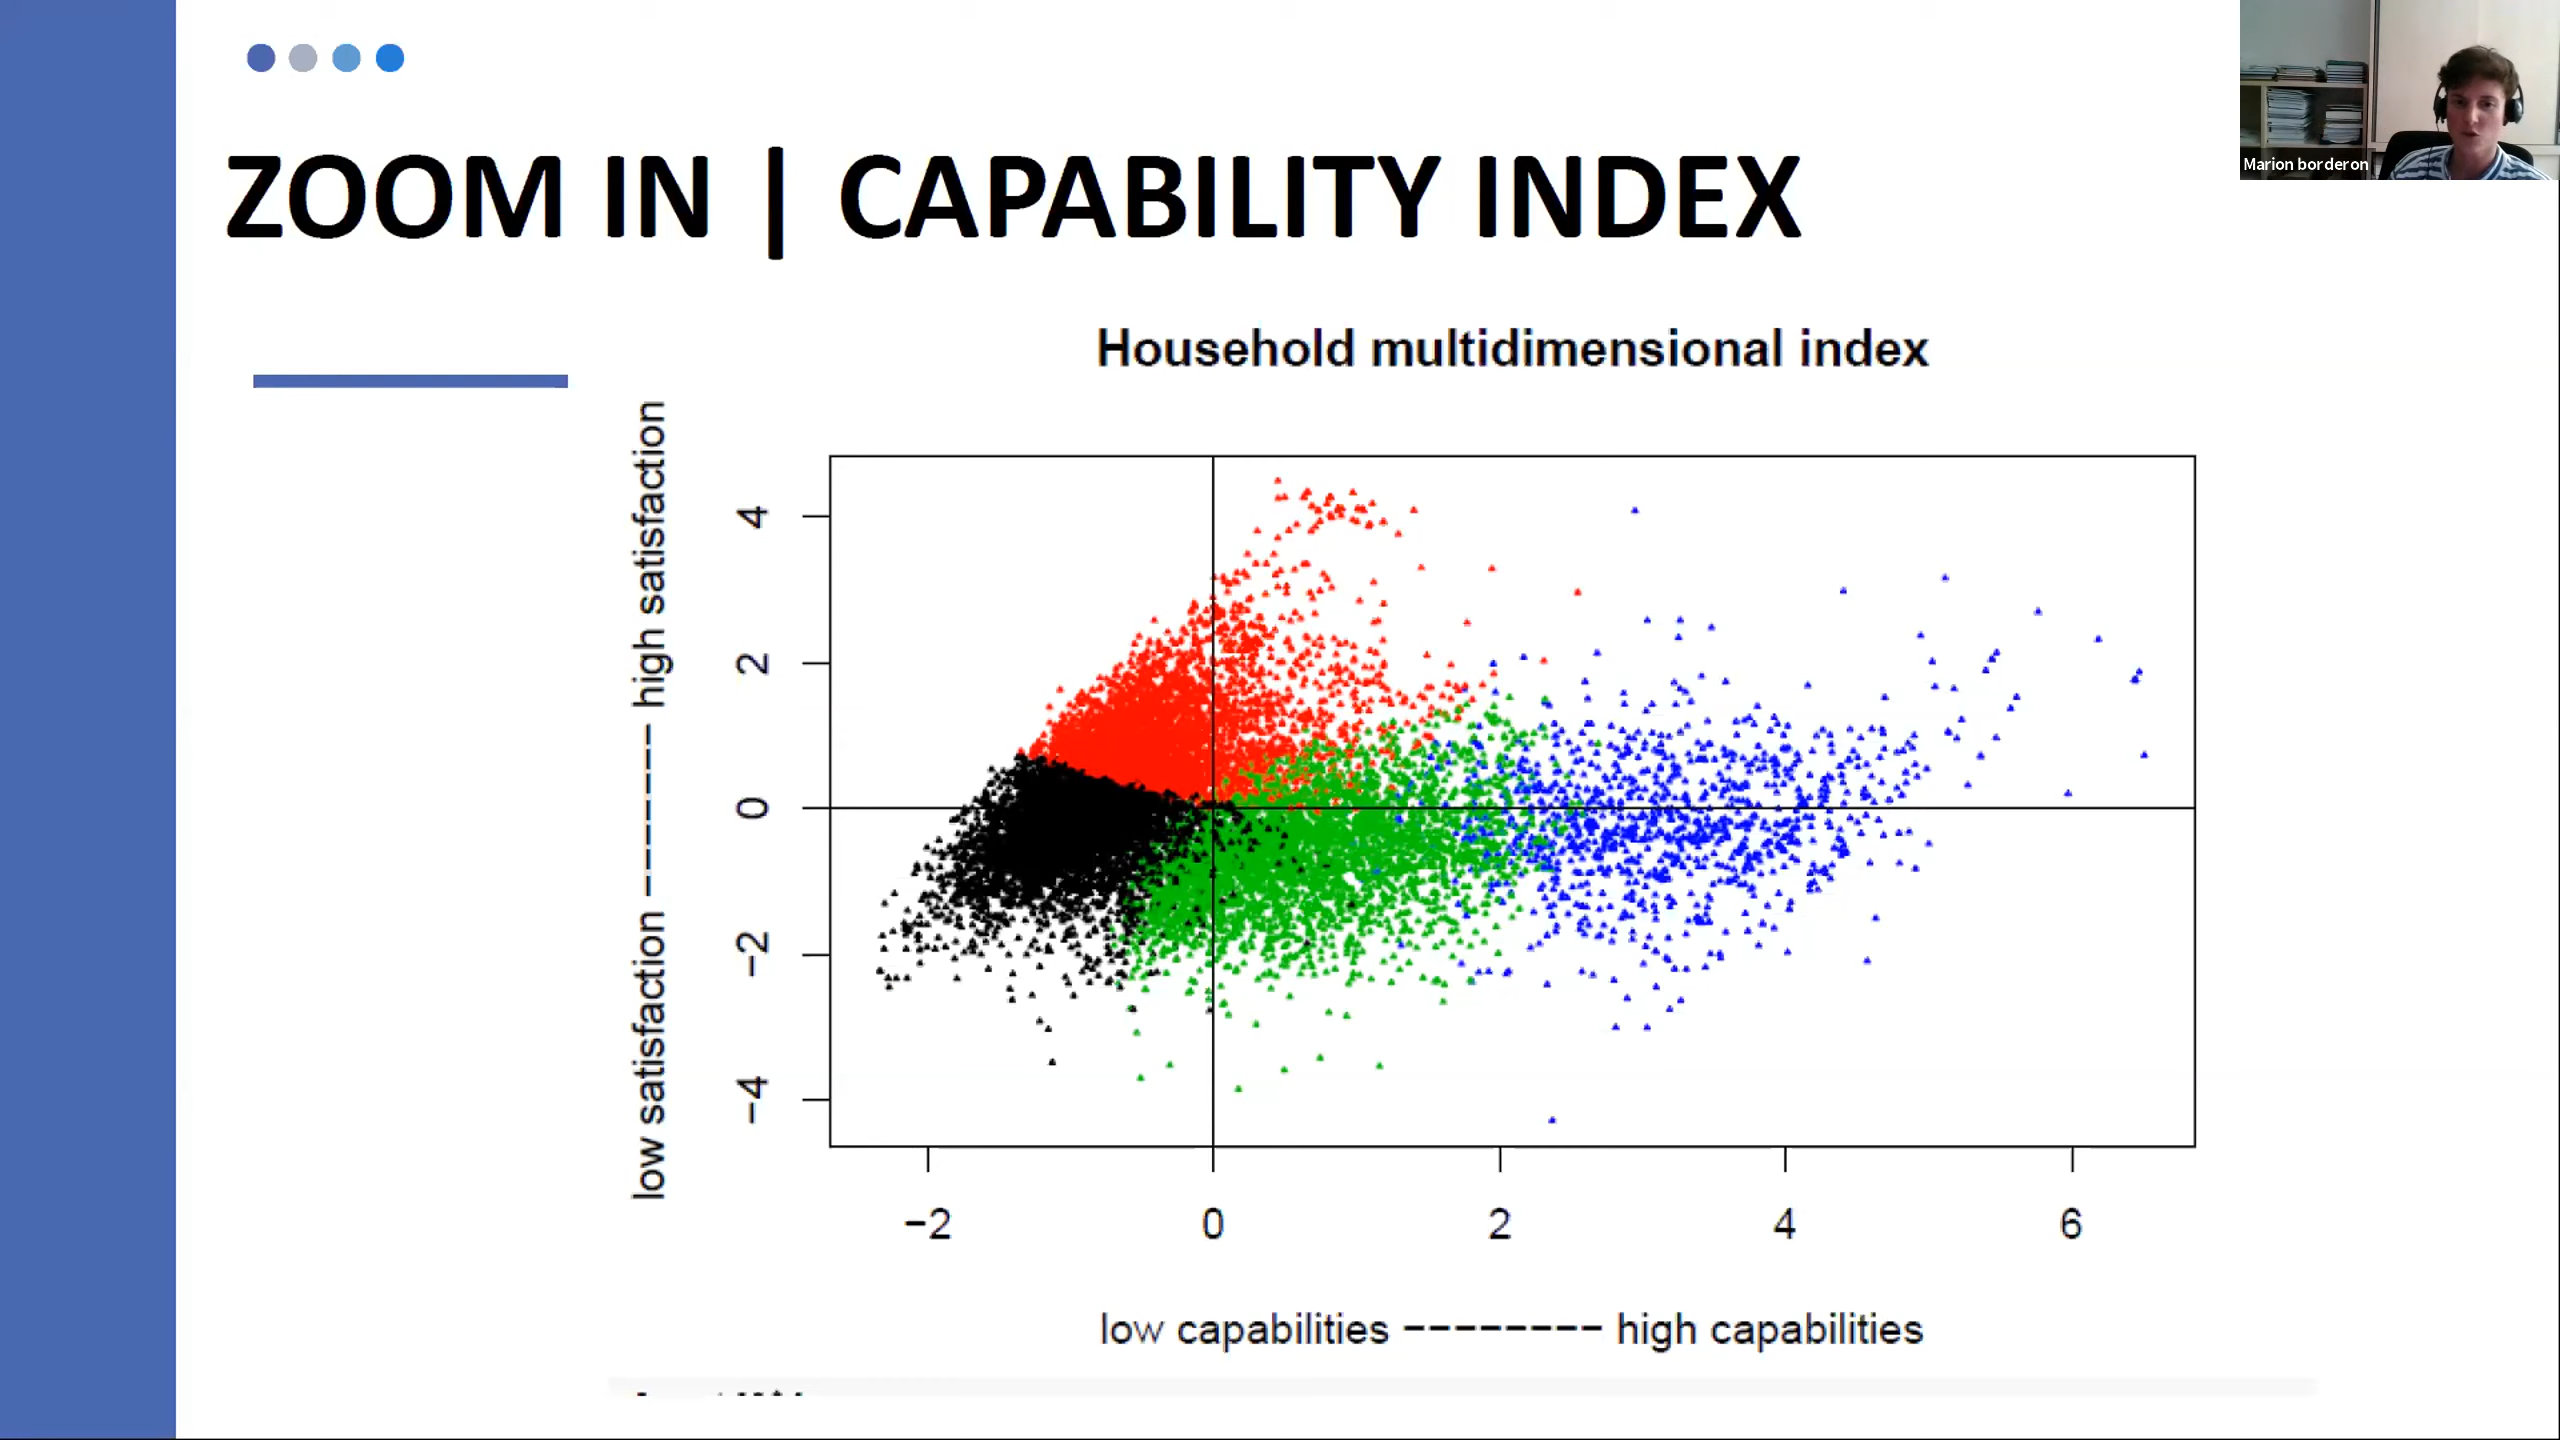 Marion borderon
ZOOM IN | CAPABILITY INDEX
Household multidimensional index
low satisfaction −−−−−−−− high satisfaction
4
2
0
−2
−4
−2
0
2
4
6
low capabilities −−−−−−−− high capabilities